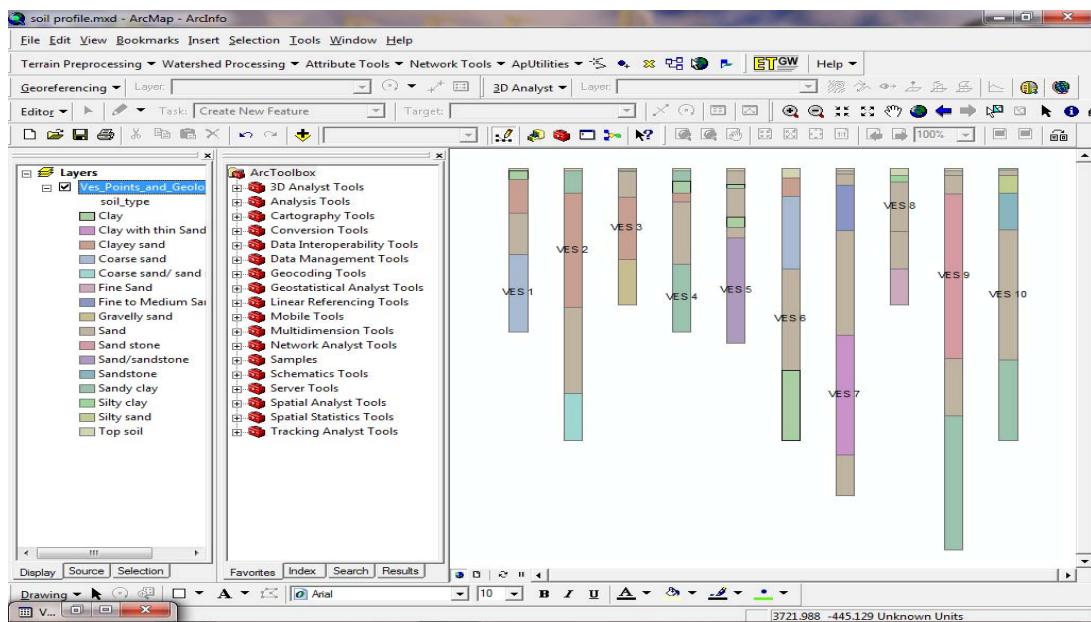 soil profile.mxd - ArcMap - ArcInfo
File Edit View Bookmarks Insert Selection Tools Window Help
Terrain Preprocessing Watershed Processing Attribute Tools Network Tools ApUtilities ET GW Help
Georeferencing Layer: 3D Analyst Layer:
Editor Task: Create New Feature Target:
100%
Layers
Ves_Points_and_Geolo
soil_type
Clay
Clay with thin Sand
Clayey sand
Coarse sand
Coarse sand/ sand
Fine Sand
Fine to Medium Sa
Gravelly sand
Sand
Sand stone
Sand/sandstone
Sandstone
Sandy clay
Silty clay
Silty sand
Top soil
Display Source Selection
ArcToolbox
3D Analyst Tools
Analysis Tools
Cartography Tools
Conversion Tools
Data Interoperability Tools
Data Management Tools
Geocoding Tools
Geostatistical Analyst Tools
Linear Referencing Tools
Mobile Tools
Multidimension Tools
Network Analyst Tools
Samples
Schematics Tools
Server Tools
Spatial Analyst Tools
Spatial Statistics Tools
Tracking Analyst Tools
Favorites Index Search Results
VES 1
VES 2
VES 3
VES 4
VES 5
VES 6
VES 7
VES 8
VES 9
VES 10
Drawing A Arial 10 B I U A
V...
3721.988 -445.129 Unknown Units